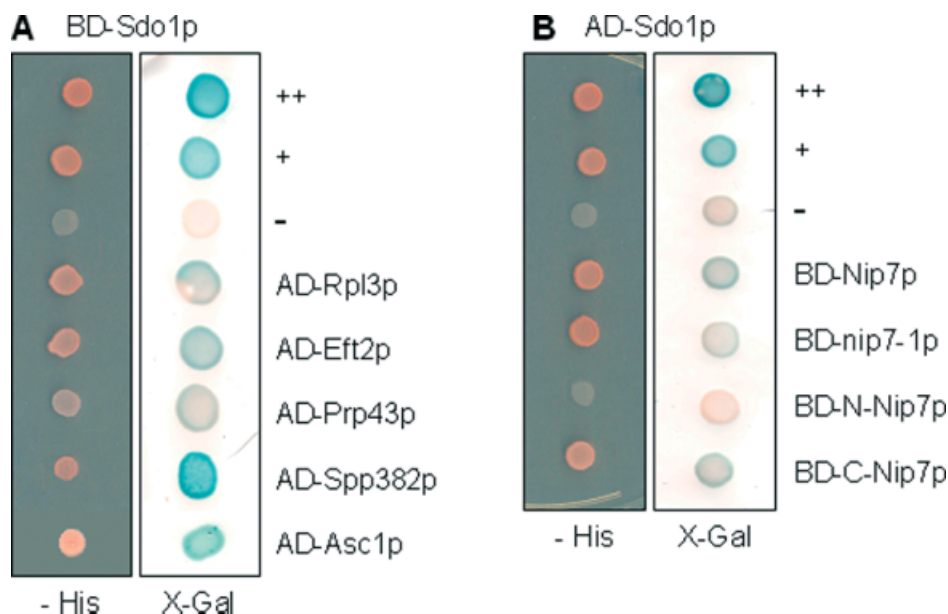 A BD-Sdo1p
++
+
-
AD-Rpl3p
AD-Eft2p
AD-Prp43p
AD-Spp382p
AD-Asc1p
- His X-Gal
B AD-Sdo1p
++
+
-
BD-Nip7p
BD-nip7-1p
BD-N-Nip7p
BD-C-Nip7p
- His X-Gal